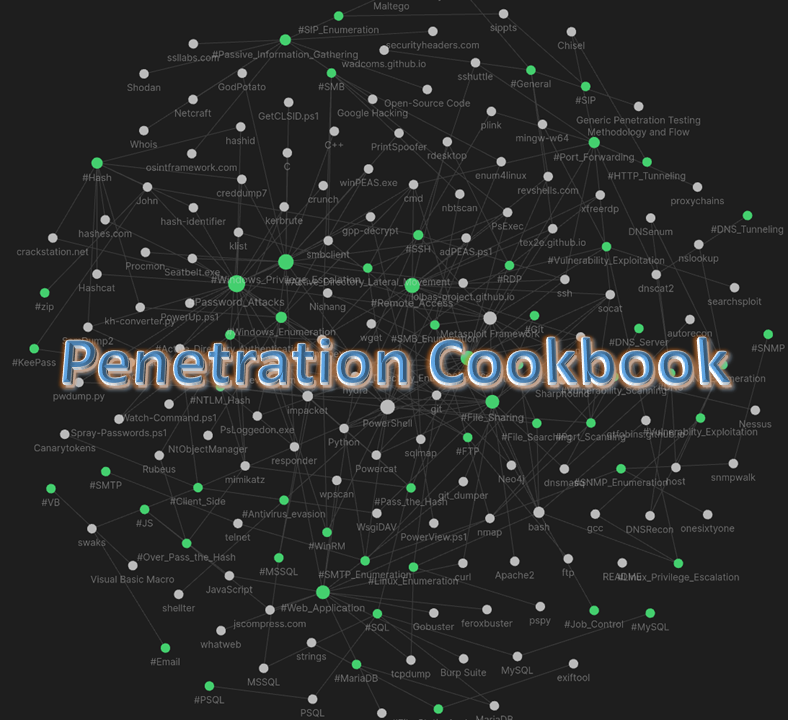 Maltego
#SIP_Enumeration
sippts
securityheaders.com
Chisel
ssllabs.com
#Passive_Information_Gathering
wadcoms.github.io
sshuttle
#General
Shodan
GodPotato
#SMB
#SIP
Netcraft
GetCLSID.ps1
Google Hacking
Open-Source Code
plink
Generic Penetration Testing
Methodology and Flow
Whois
hashid
C++
PrintSpoofer
rdesktop
mingw-w64
#Port_Forwarding
#Hash
osintframework.com
C
winPEAS.exe
enum4linux
#HTTP_Tunneling
John
creddump7
crunch
cmd
nbtscan
revshells.com
xfreerdp
proxychains
hashes.com
hash-identifier
kerbrute
gpp-decrypt
PsExec
DNSenum
#DNS_Tunneling
crackstation.net
klist
smbclient
#SSH
adPEAS.ps1
tex2e.github.io
#Vulnerability_Exploitation
nslookup
Procmon
Seatbelt.exe
Hashcat
#Windows_Privilege_Escalation
#Active_Directory_Lateral_Movement
#RDP
ssh
dnscat2
#zip
#Password_Attacks
Nishang
#Remote_Access
lolbas-project.github.io
socat
searchsploit
kh-converter.py
PowerUp.ps1
#Windows_Enumeration
wget
#SMB_Enumeration
Metasploit Framework
#Git
#DNS_Server
autorecon
#SNMP
#KeePass
Penetration Cookbook
pwdump.py
#NTLM_Hash
hydra
Sharphound
impacket
PowerShell
git
#File_Sharing
Nessus
Watch-Command.ps1
Spray-Passwords.ps1
PsLoggedon.exe
Python
#File_Searching
#Port_Scanning
#Vulnerability_Exploitation
Canarytokens
NtObjectManager
responder
sqlmap
#FTP
Rubeus
mimikatz
Powercat
Neo4j
dnsmasq
#SNMP_Enumeration
host
snmpwalk
#SMTP
#VB
#Client_Side
wpscan
#Pass_the_Hash
git_dumper
#JS
#Antivirus_evasion
WsgiDAV
nmap
bash
gcc
DNSRecon
onesixtyone
swaks
telnet
#WinRM
PowerView.ps1
#Over_Pass_the_Hash
Visual Basic Macro
JavaScript
#MSSQL
#SMTP_Enumeration
#Linux_Enumeration
curl
Apache2
ftp
README
#Linux_Privilege_Escalation
shellter
jscompress.com
#Web_Application
#SQL
Gobuster
feroxbuster
pspy
#Job_Control
#MySQL
whatweb
strings
#Email
MSSQL
#MariaDB
tcpdump
Burp Suite
MySQL
exiftool
#PSQL
PSQL
MariaDB